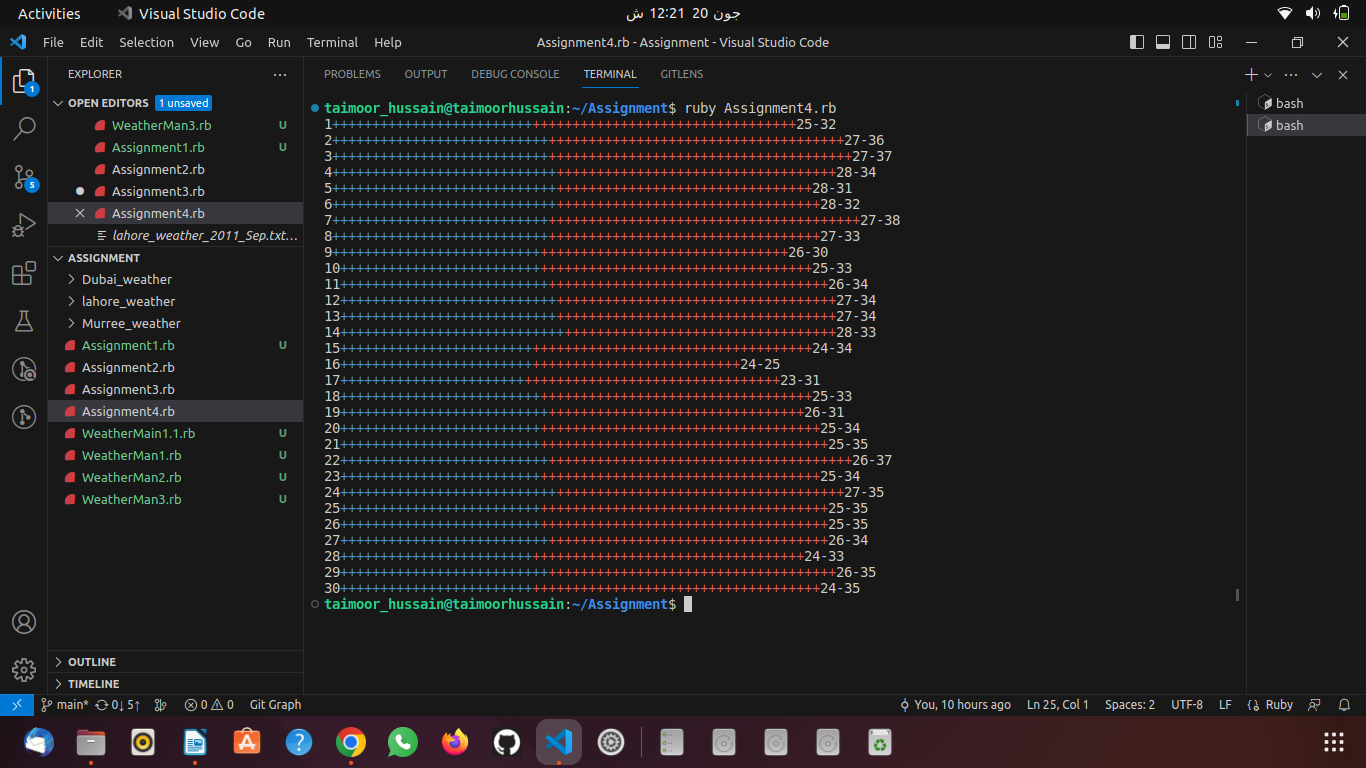 Activities
Visual Studio Code
جون 20 12:21 ش
File Edit Selection View Go Run Terminal Help
Assignment4.rb - Assignment - Visual Studio Code
EXPLORER
OPEN EDITORS 1 unsaved
WeatherMan3.rb U
Assignment1.rb U
Assignment2.rb
Assignment3.rb
Assignment4.rb
lahore_weather_2011_Sep.txt...
ASSIGNMENT
Dubai_weather
lahore_weather
Murree_weather
Assignment1.rb U
Assignment2.rb
Assignment3.rb
Assignment4.rb
WeatherMain1.1.rb U
WeatherMan1.rb U
WeatherMan2.rb U
WeatherMan3.rb U
OUTLINE
TIMELINE
PROBLEMS OUTPUT DEBUG CONSOLE TERMINAL GITLENS
taimoor_hussain@taimoorhussain:~/Assignment$ ruby Assignment4.rb
1++++++++++++++++++++++++++++++++++++++++++++++++++++++++++25-32
2++++++++++++++++++++++++++++++++++++++++++++++++++++++++++++++++27-36
3+++++++++++++++++++++++++++++++++++++++++++++++++++++++++++++++++27-37
4+++++++++++++++++++++++++++++++++++++++++++++++++++++++++++++++28-34
5++++++++++++++++++++++++++++++++++++++++++++++++++++++++++++28-31
6+++++++++++++++++++++++++++++++++++++++++++++++++++++++++++++28-32
7++++++++++++++++++++++++++++++++++++++++++++++++++++++++++++++++++27-38
8+++++++++++++++++++++++++++++++++++++++++++++++++++++++++++++27-33
9+++++++++++++++++++++++++++++++++++++++++++++++++++++++++26-30
10+++++++++++++++++++++++++++++++++++++++++++++++++++++++++++25-33
11+++++++++++++++++++++++++++++++++++++++++++++++++++++++++++++26-34
12++++++++++++++++++++++++++++++++++++++++++++++++++++++++++++++27-34
13++++++++++++++++++++++++++++++++++++++++++++++++++++++++++++++27-34
14++++++++++++++++++++++++++++++++++++++++++++++++++++++++++++++28-33
15+++++++++++++++++++++++++++++++++++++++++++++++++++++++++++24-34
16++++++++++++++++++++++++++++++++++++++++++++++++++24-25
17+++++++++++++++++++++++++++++++++++++++++++++++++++++++23-31
18+++++++++++++++++++++++++++++++++++++++++++++++++++++++++++25-33
19++++++++++++++++++++++++++++++++++++++++++++++++++++++++++26-31
20++++++++++++++++++++++++++++++++++++++++++++++++++++++++++++25-34
21+++++++++++++++++++++++++++++++++++++++++++++++++++++++++++++25-35
22++++++++++++++++++++++++++++++++++++++++++++++++++++++++++++++++26-37
23++++++++++++++++++++++++++++++++++++++++++++++++++++++++++++25-34
24+++++++++++++++++++++++++++++++++++++++++++++++++++++++++++++++27-35
25+++++++++++++++++++++++++++++++++++++++++++++++++++++++++++++25-35
26+++++++++++++++++++++++++++++++++++++++++++++++++++++++++++++25-35
27+++++++++++++++++++++++++++++++++++++++++++++++++++++++++++++26-34
28++++++++++++++++++++++++++++++++++++++++++++++++++++++++++24-33
29++++++++++++++++++++++++++++++++++++++++++++++++++++++++++++++26-35
30++++++++++++++++++++++++++++++++++++++++++++++++++++++++++++24-35
taimoor_hussain@taimoorhussain:~/Assignment$
bash
bash
1
5
main* 0↓ 5↑ 0 0 Git Graph
You, 10 hours ago Ln 25, Col 1 Spaces: 2 UTF-8 LF Ruby